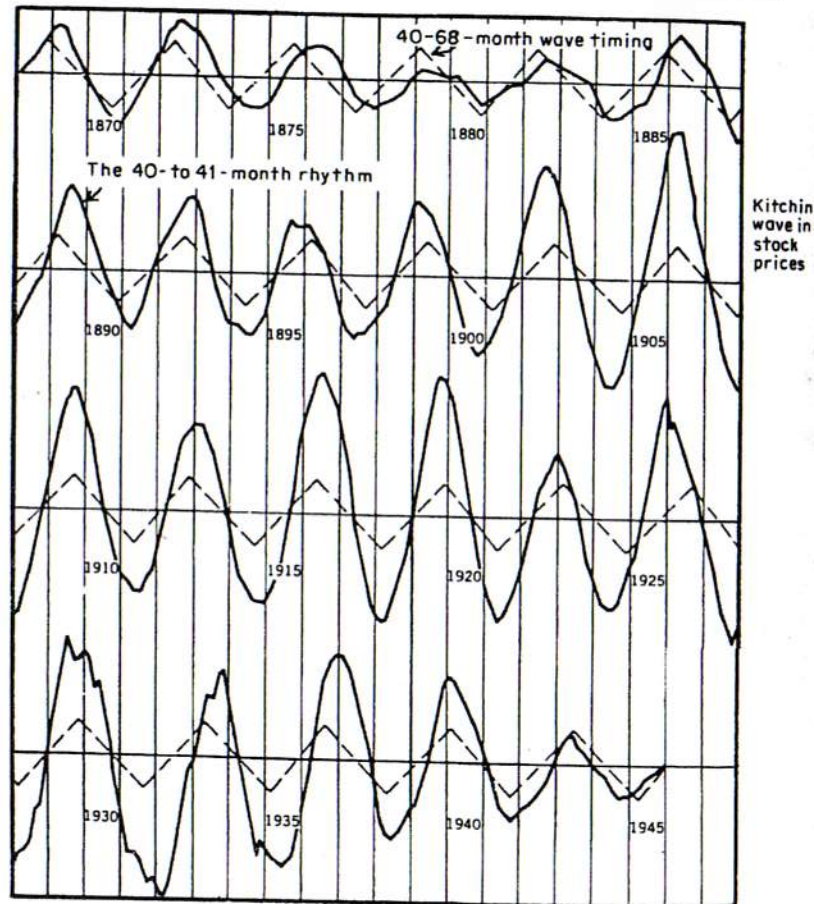 40-68-month wave timing
1870
1875
1880
1885
The 40-to 41-month rhythm
Kitchin
wave in
stock
prices
1890
1895
1900
1905
1910
1915
1920
1925
1930
1935
1940
1945